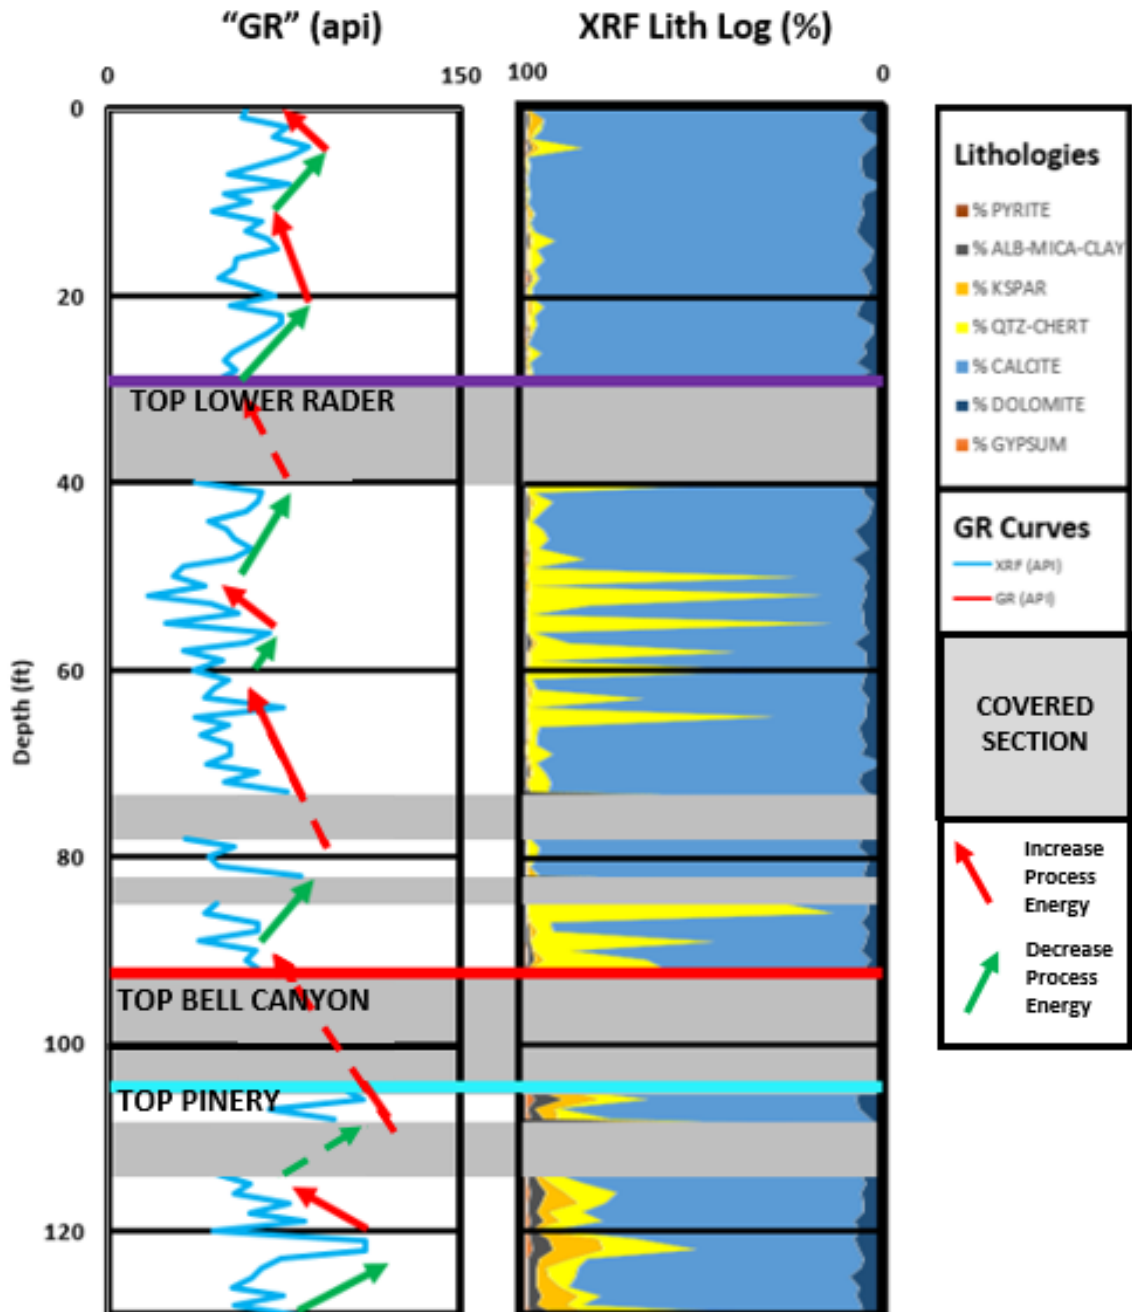 “GR” (api)
XRF Lith Log (%)
0
150
100
0
0
20
40
60
80
100
120
Depth (ft)
TOP LOWER RADER
TOP BELL CANYON
TOP PINERY
Lithologies
% PYRITE
% ALB-MICA-CLAY
% KSPAR
% QTZ-CHERT
% CALCITE
% DOLOMITE
% GYPSUM
GR Curves
XRF (API)
GR (API)
COVERED
SECTION
Increase
Process
Energy
Decrease
Process
Energy